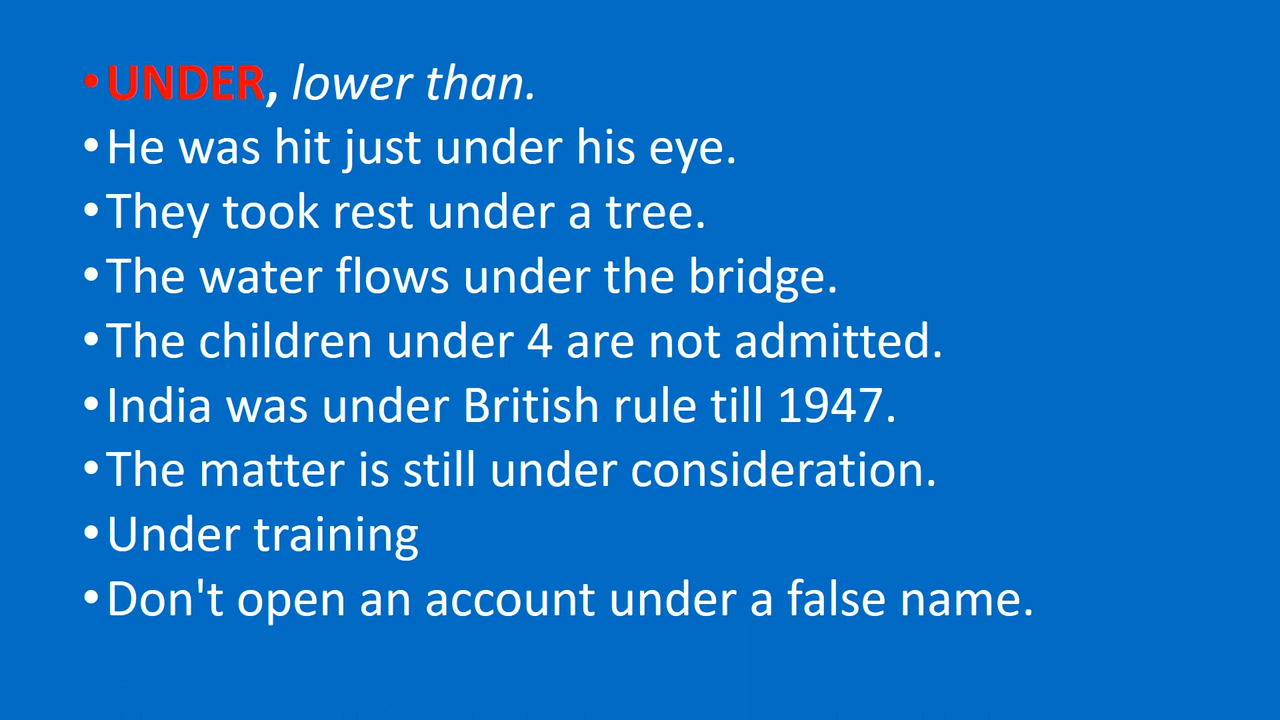 •UNDER, lower than.
•He was hit just under his eye.
•They took rest under a tree.
•The water flows under the bridge.
•The children under 4 are not admitted.
•India was under British rule till 1947.
•The matter is still under consideration.
•Under training
•Don't open an account under a false name.